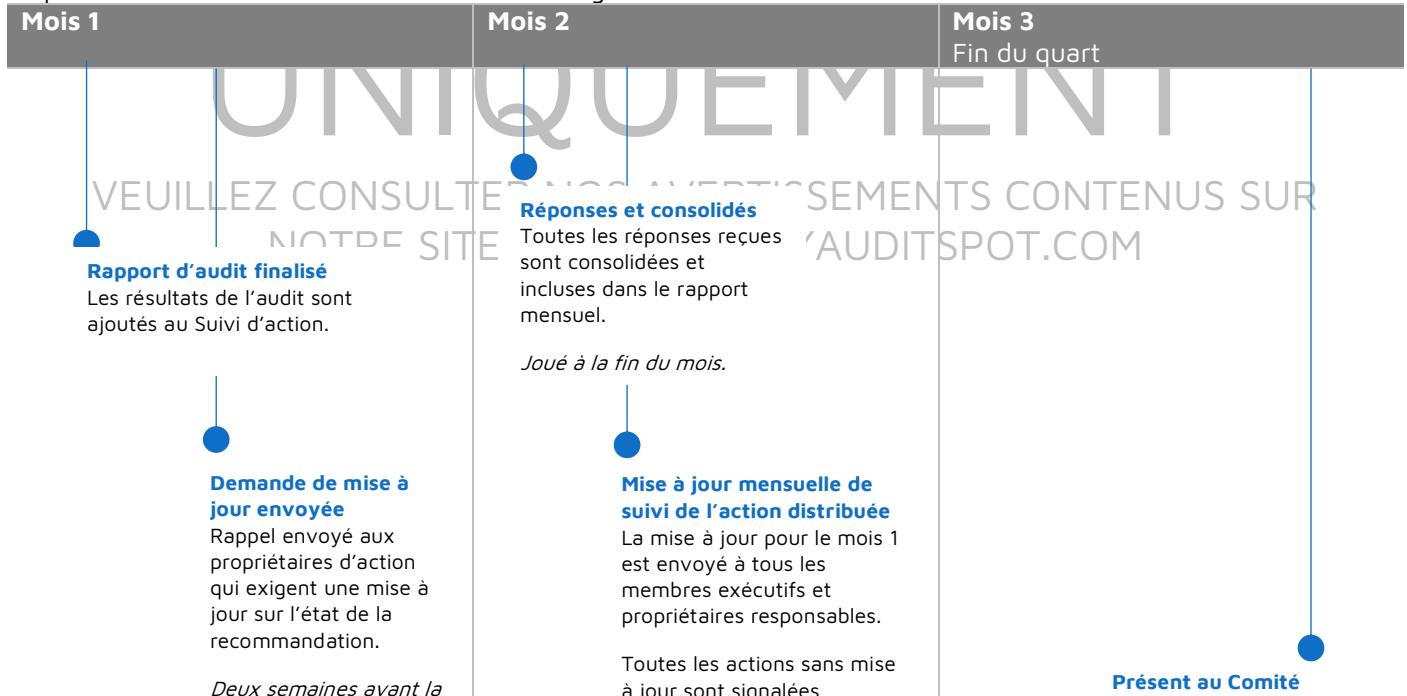 Mois 1
Mois 2
Mois 3
Fin du quart
UNIQUEMENT
VEUILLEZ CONSULTER NOS AVERTISSEMENTS CONTENUS SUR
NOTRE SITE AUDITSPOT.COM
Rapport d’audit finalisé
Les résultats de l’audit sont
ajoutés au Suivi d’action.
Demande de mise à
jour envoyée
Rappel envoyé aux
propriétaires d’action
qui exigent une mise à
jour sur l’état de la
recommandation.
Deux semaines avant la
Réponses et consolidés
Toutes les réponses reçues
sont consolidées et
incluses dans le rapport
mensuel.
Joué à la fin du mois.
Mise à jour mensuelle de
suivi de l’action distribuée
La mise à jour pour le mois 1
est envoyé à tous les
membres exécutifs et
propriétaires responsables.
Toutes les actions sans mise
à jour sont signalées
Présent au Comité